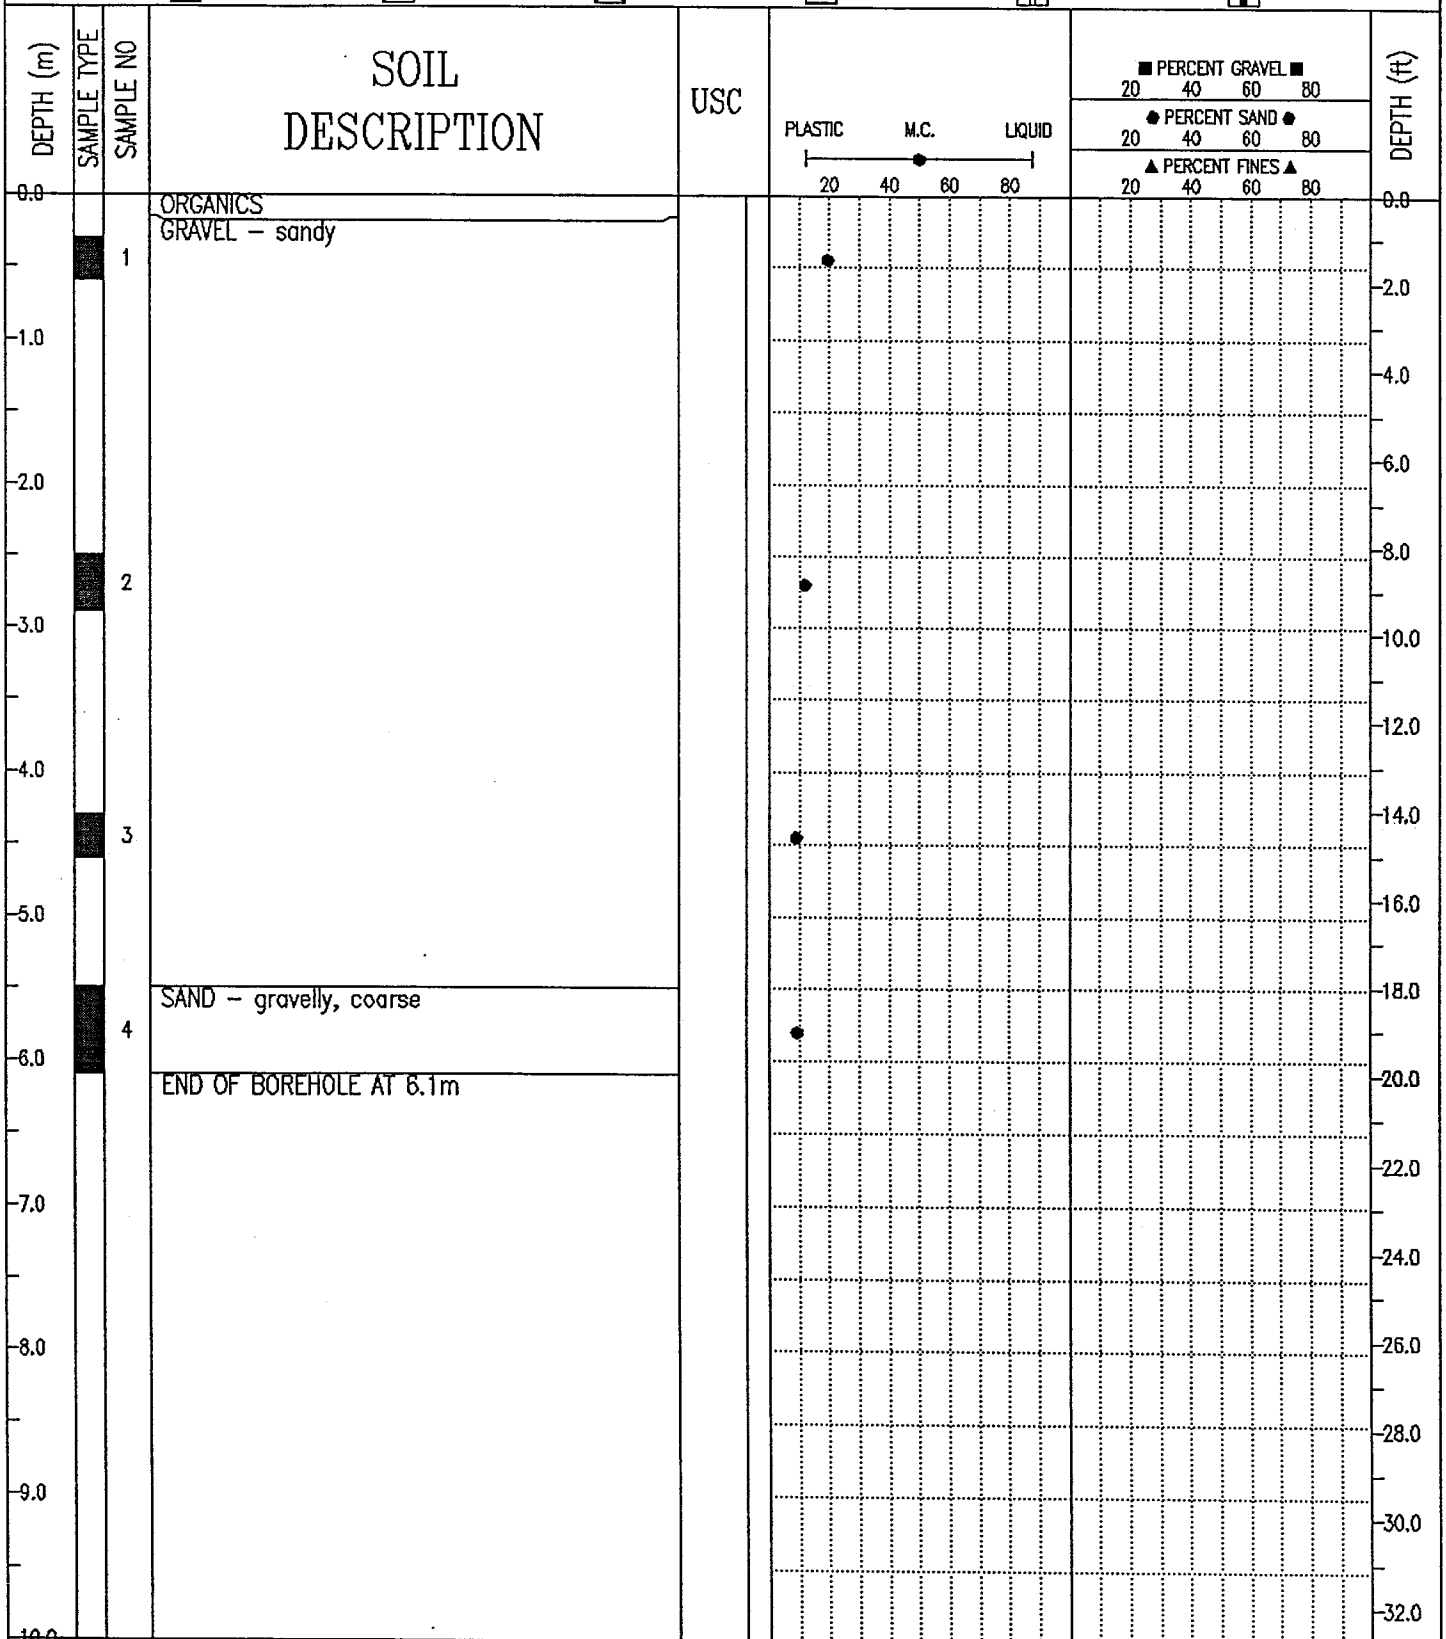 DEPTH (m)
SAMPLE TYPE
SAMPLE NO
SOIL
DESCRIPTION
USC
PLASTIC M.C. LIQUID
20 40 60 80
■ PERCENT GRAVEL ■
20 40 60 80
● PERCENT SAND ●
20 40 60 80
▲ PERCENT FINES ▲
20 40 60 80
DEPTH (ft)
0.0
ORGANICS
0.0
GRAVEL – sandy
1
2.0
1.0
4.0
6.0
2.0
8.0
2
3.0
10.0
12.0
4.0
14.0
3
5.0
16.0
SAND – gravelly, coarse
18.0
4
6.0
END OF BOREHOLE AT 6.1m
20.0
22.0
7.0
24.0
8.0
26.0
28.0
9.0
30.0
32.0
10.0